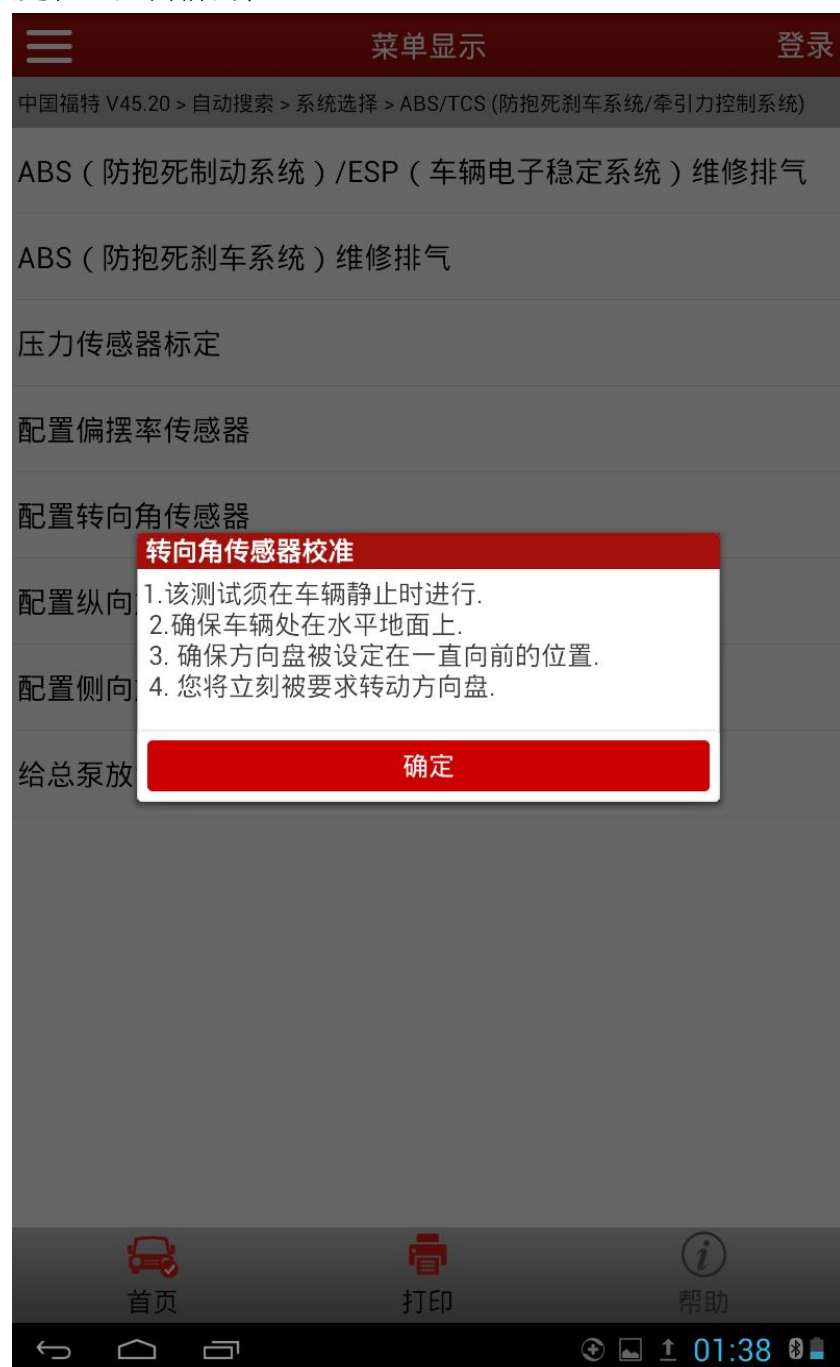 菜单显示
登录
中国福特 V45.20 > 自动搜索 > 系统选择 > ABS/TCS (防抱死刹车系统/牵引力控制系统)
ABS（防抱死制动系统）/ESP（车辆电子稳定系统）维修排气
ABS（防抱死刹车系统）维修排气
压力传感器标定
配置偏摆率传感器
配置转向角传感器
配置纵向
配置侧向
给总泵放
转向角传感器校准
1.该测试须在车辆静止时进行.
2.确保车辆处在水平地面上.
3. 确保方向盘被设定在一直向前的位置.
4. 您将立刻被要求转动方向盘.
确定
首页
打印
帮助
01:38